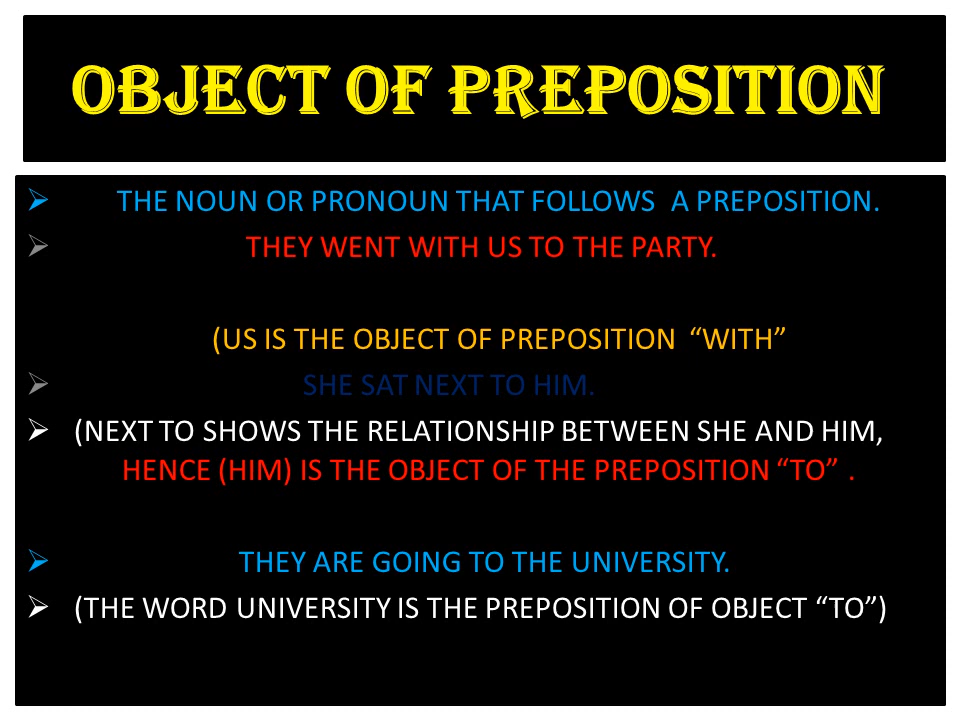 OBJECT OF PREPOSITION
THE NOUN OR PRONOUN THAT FOLLOWS A PREPOSITION.
THEY WENT WITH US TO THE PARTY.
(US IS THE OBJECT OF PREPOSITION “WITH”
SHE SAT NEXT TO HIM.
(NEXT TO SHOWS THE RELATIONSHIP BETWEEN SHE AND HIM,
HENCE (HIM) IS THE OBJECT OF THE PREPOSITION “TO” .
THEY ARE GOING TO THE UNIVERSITY.
(THE WORD UNIVERSITY IS THE PREPOSITION OF OBJECT “TO”)